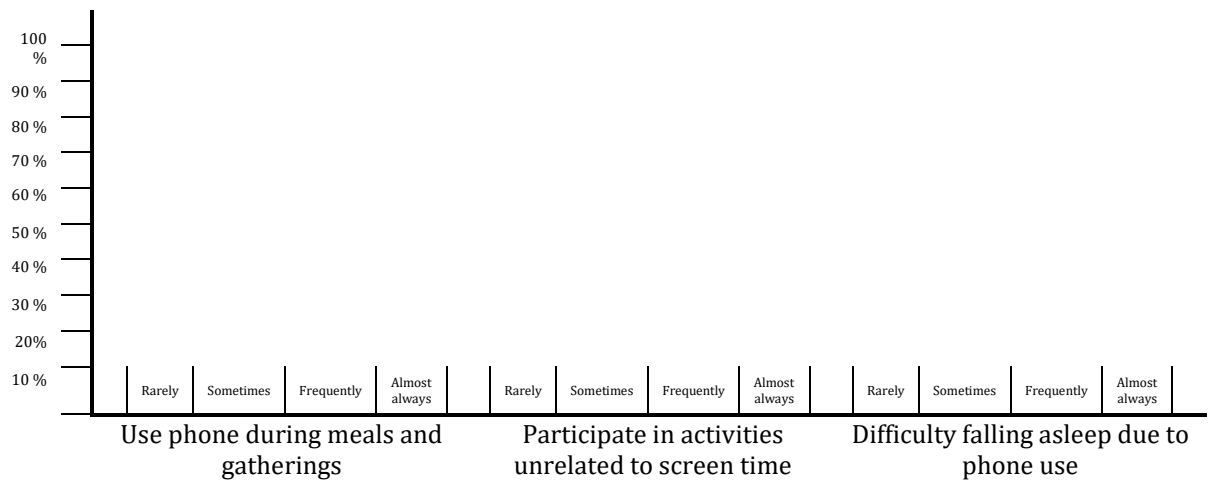 100
%
90 %
80 %
70 %
60 %
50 %
40 %
30 %
20%
10 %
Rarely
Sometimes
Frequently
Almost
always
Rarely
Sometimes
Frequently
Almost
always
Rarely
Sometimes
Frequently
Almost
always
Use phone during meals and
gatherings
Participate in activities
unrelated to screen time
Difficulty falling asleep due to
phone use